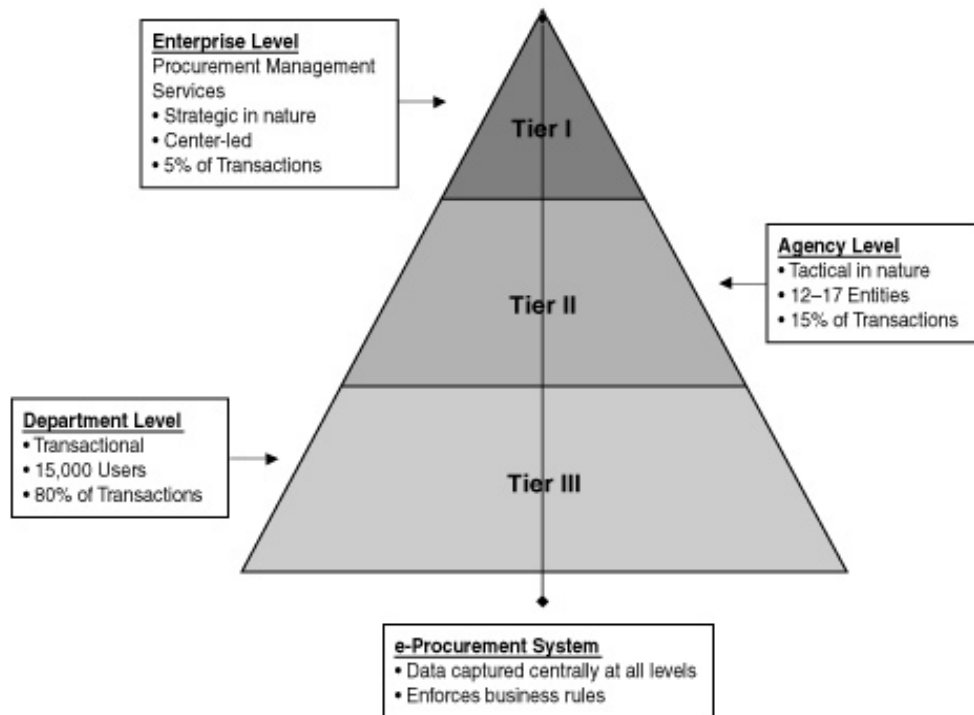 Enterprise Level
Procurement Management
Services
• Strategic in nature
• Center-led
• 5% of Transactions
Tier I
Agency Level
• Tactical in nature
• 12–17 Entities
• 15% of Transactions
Tier II
Department Level
• Transactional
• 15,000 Users
• 80% of Transactions
Tier III
e-Procurement System
• Data captured centrally at all levels
• Enforces business rules